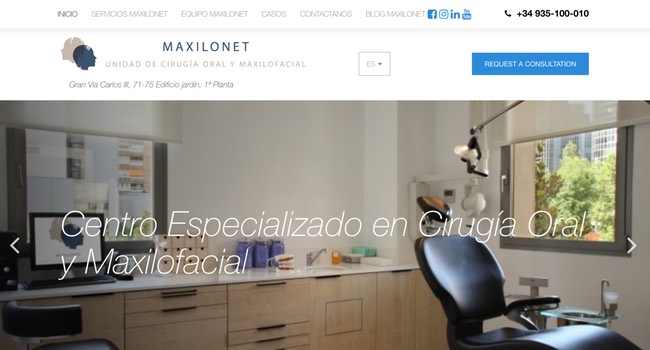 INICIO SERVICIOS MAXILONET EQUIPO MAXILONET CASOS CONTACTANOS BLOG MAXILONET +34 935-100-010
MAXILONET
UNIDAD DE CIRUGÍA ORAL Y MAXILOFACIAL
ES
REQUEST A CONSULTATION
Gran Vía Carlos III, 71-75 Edificio jardín, 1ª Planta
Centro Especializado en Cirugía Oral
y Maxilofacial